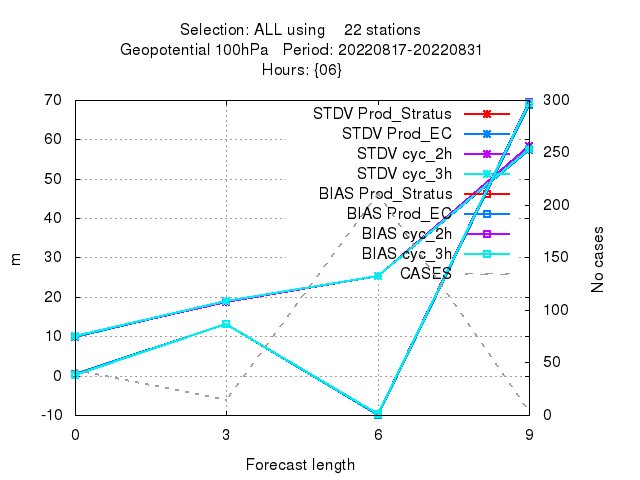 Selection: ALL using    22 stations
Geopotential 100hPa   Period: 20220817-20220831
Hours: {06}
70 300
60 250
50 200
40
30 150
20 100
10 50
0
-10 0
STDV Prod_Stratus
STDV Prod_EC
STDV cyc_2h
STDV cyc_3h
BIAS Prod_Stratus
BIAS Prod_EC
BIAS cyc_2h
BIAS cyc_3h
CASES
m
No cases
0 3 6 9
Forecast length